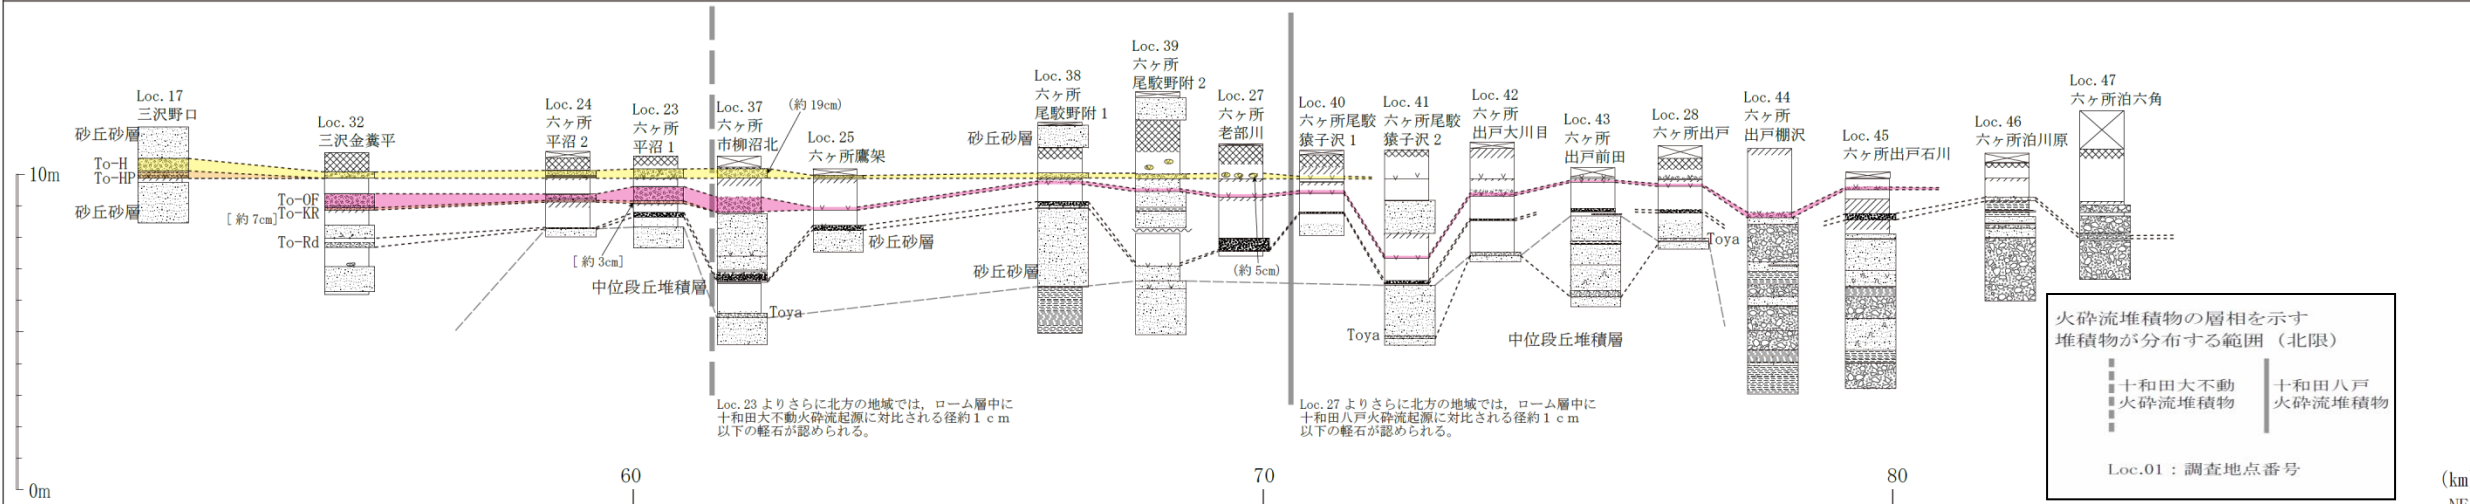 Loc. 17
三沢野口
Loc. 32
三沢金糞平
Loc. 24
六ヶ所
平沼 2
Loc. 23
六ヶ所
平沼 1
Loc. 37
六ヶ所
市柳沼北
(約 19cm)
Loc. 25
六ヶ所鷹架
Loc. 38
六ヶ所
尾駮野附 1
Loc. 39
六ヶ所
尾駮野附 2
Loc. 27
六ヶ所
老部川
Loc. 40
六ヶ所尾駮
猿子沢 1
Loc. 41
六ヶ所尾駮
猿子沢 2
Loc. 42
六ヶ所
出戸大川目
Loc. 43
六ヶ所
出戸前田
Loc. 28
六ヶ所出戸
Loc. 44
六ヶ所
出戸棚沢
Loc. 45
六ヶ所出戸石川
Loc. 46
六ヶ所泊川原
Loc. 47
六ヶ所泊六角
砂丘砂層
To-H
To-HP
10m
砂丘砂層
To-OF
To-KR
[ 約 7cm]
To-Rd
[ 約 3cm]
中位段丘堆積層
Toya
砂丘砂層
砂丘砂層
砂丘砂層
(約 5cm)
Toya
中位段丘堆積層
Toya
Loc. 23 よりさらに北方の地域では，ローム層中に
十和田大不動火砕流起源に対比される径約１ｃｍ
以下の軽石が認められる。
Loc. 27 よりさらに北方の地域では，ローム層中に
十和田八戸火砕流起源に対比される径約１ｃｍ
以下の軽石が認められる。
火砕流堆積物の層相を示す
堆積物が分布する範囲（北限）
十和田大不動
火砕流堆積物
十和田八戸
火砕流堆積物
Loc.01：調査地点番号
0m
60
70
80
(km
NE